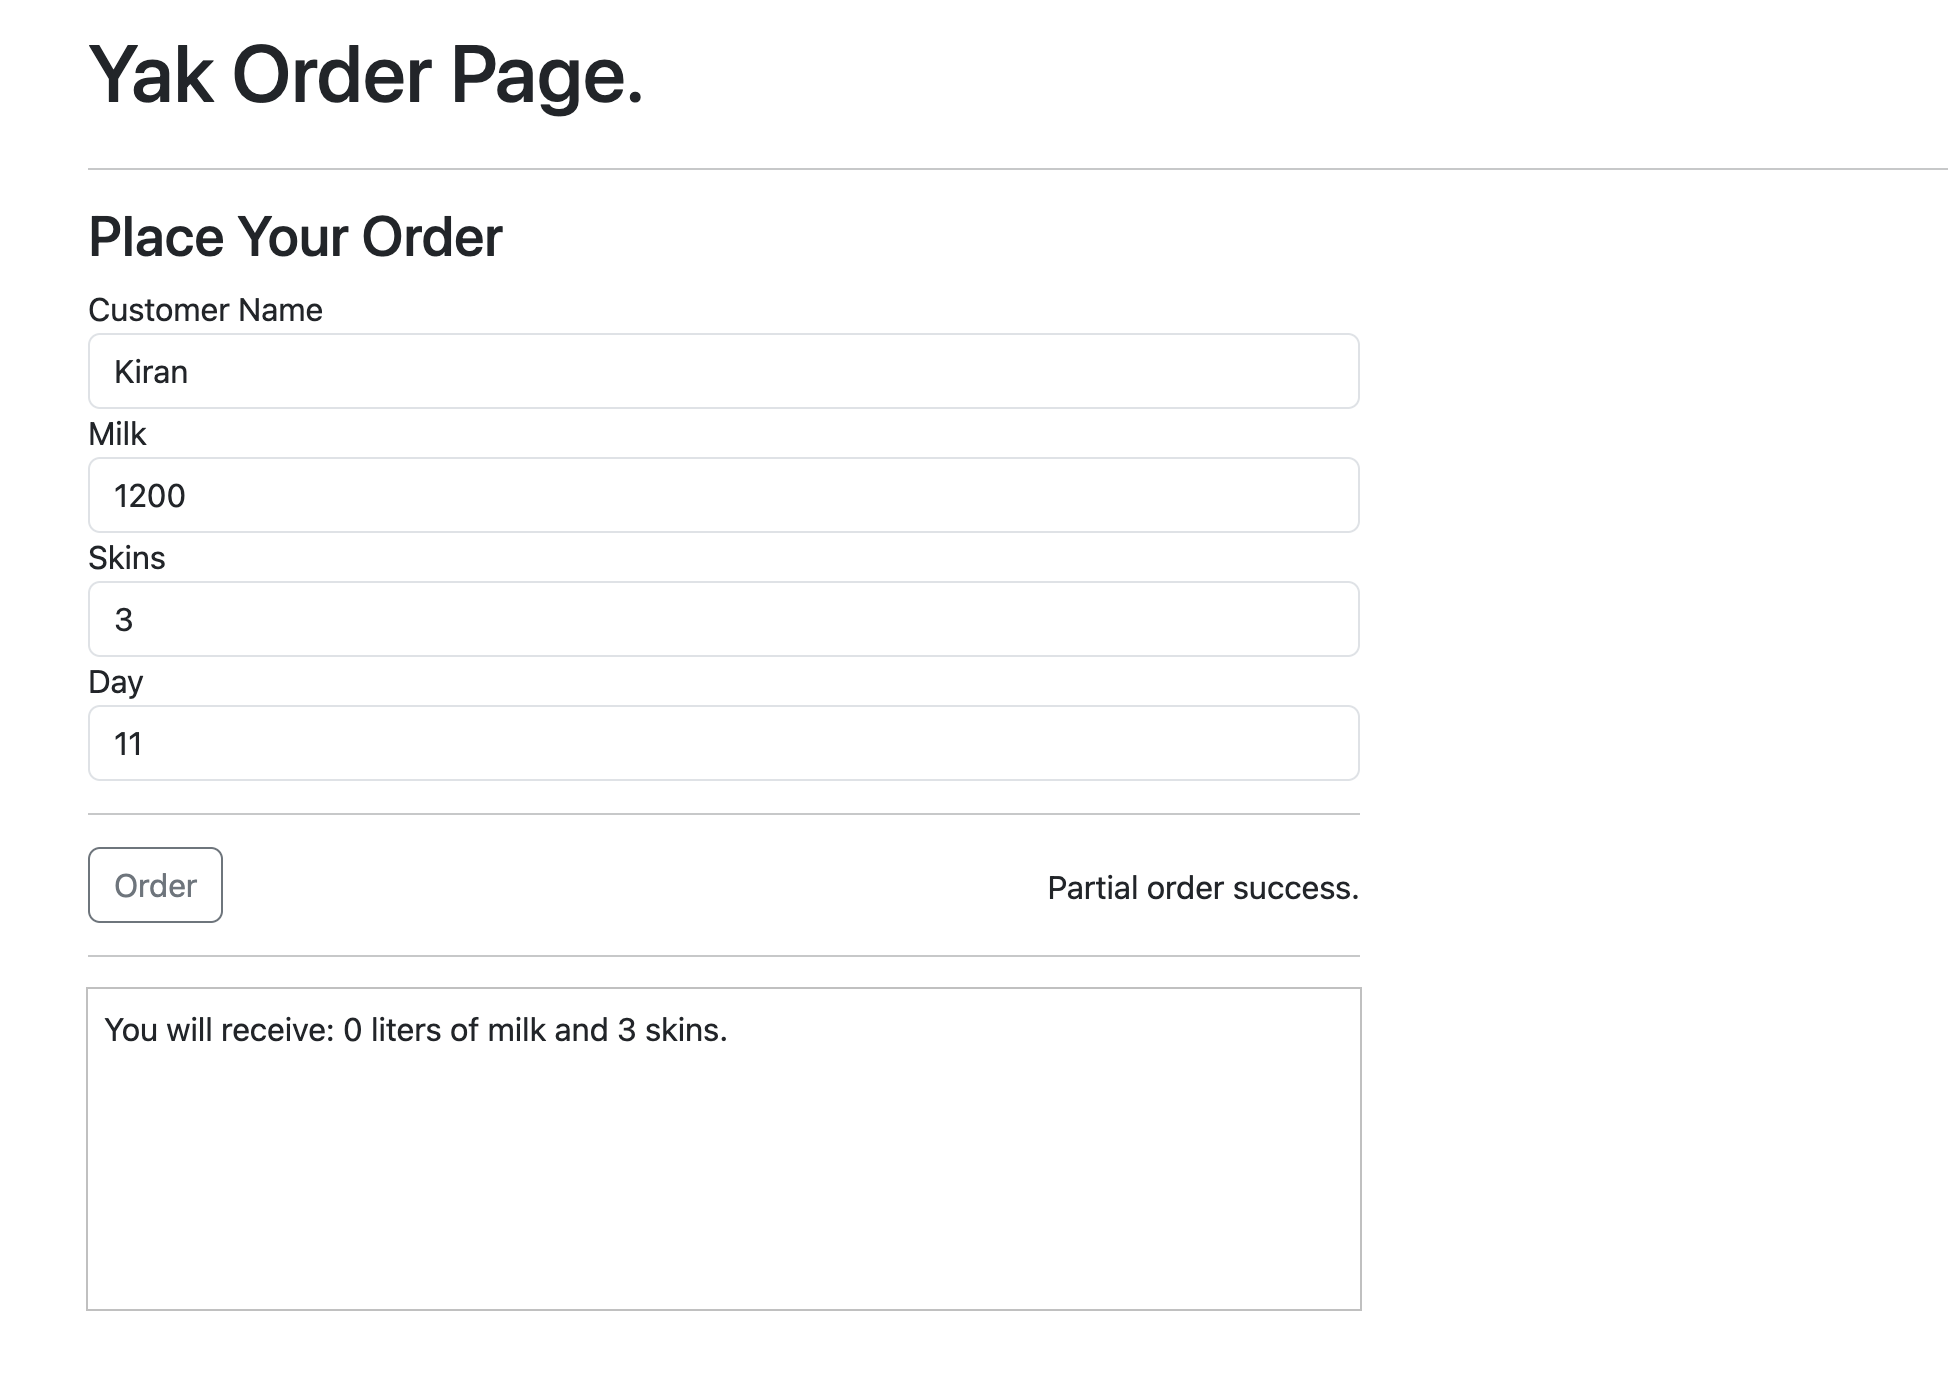 Yak Order Page.
Place Your Order
Customer Name
Kiran
Milk
1200
Skins
3
Day
11
Order
Partial order success.
You will receive: 0 liters of milk and 3 skins.